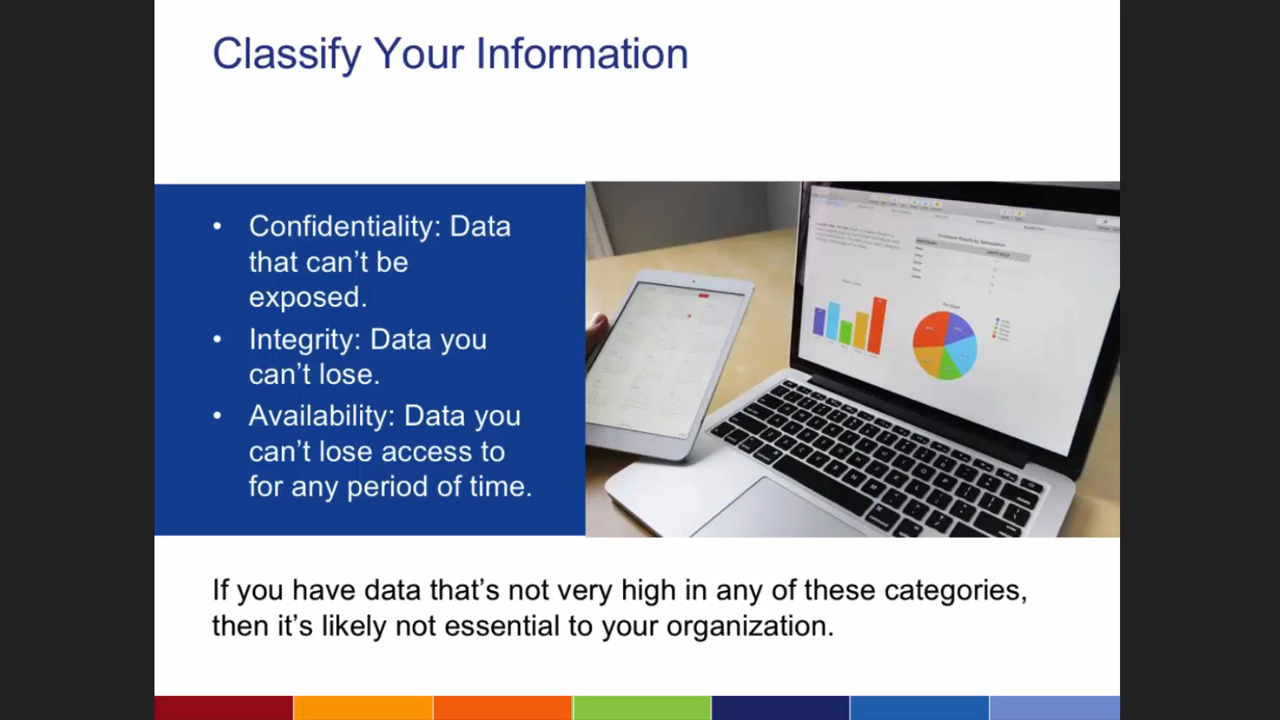 Classify Your Information
• Confidentiality: Data
that can’t be
exposed.
• Integrity: Data you
can’t lose.
• Availability: Data you
can’t lose access to
for any period of time.
If you have data that’s not very high in any of these categories,
then it’s likely not essential to your organization.